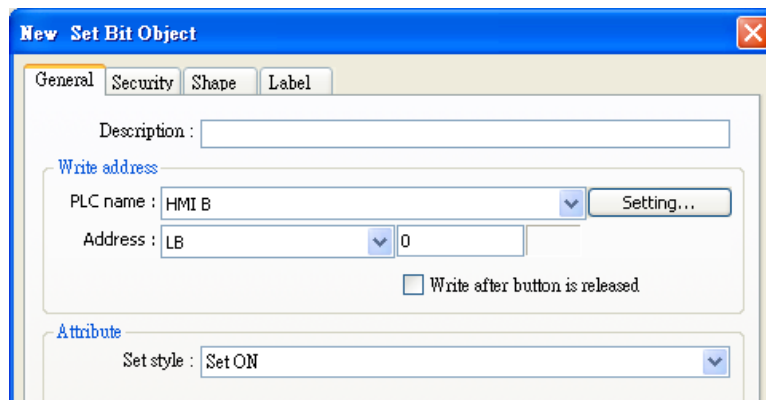 New Set Bit Object
General Security Shape Label
Description :
Write address
PLC name : HMI B Setting...
Address : LB 0
Write after button is released
Attribute
Set style : Set ON